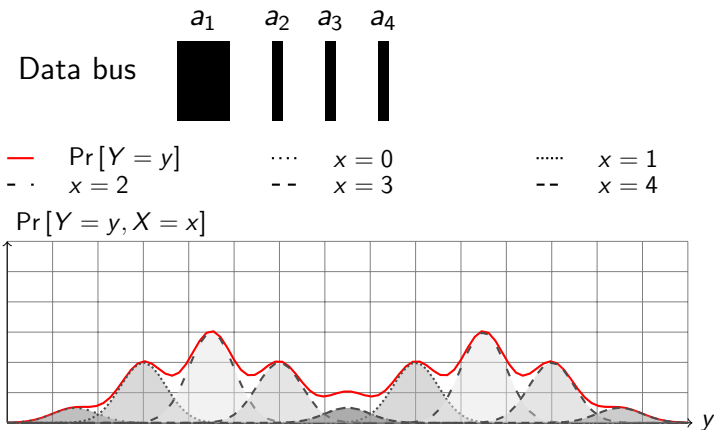 a₁ a₂ a₃ a₄
Data bus
Pr [Y = y] x = 0 x = 1
x = 2 x = 3 x = 4
Pr [Y = y, X = x]
y